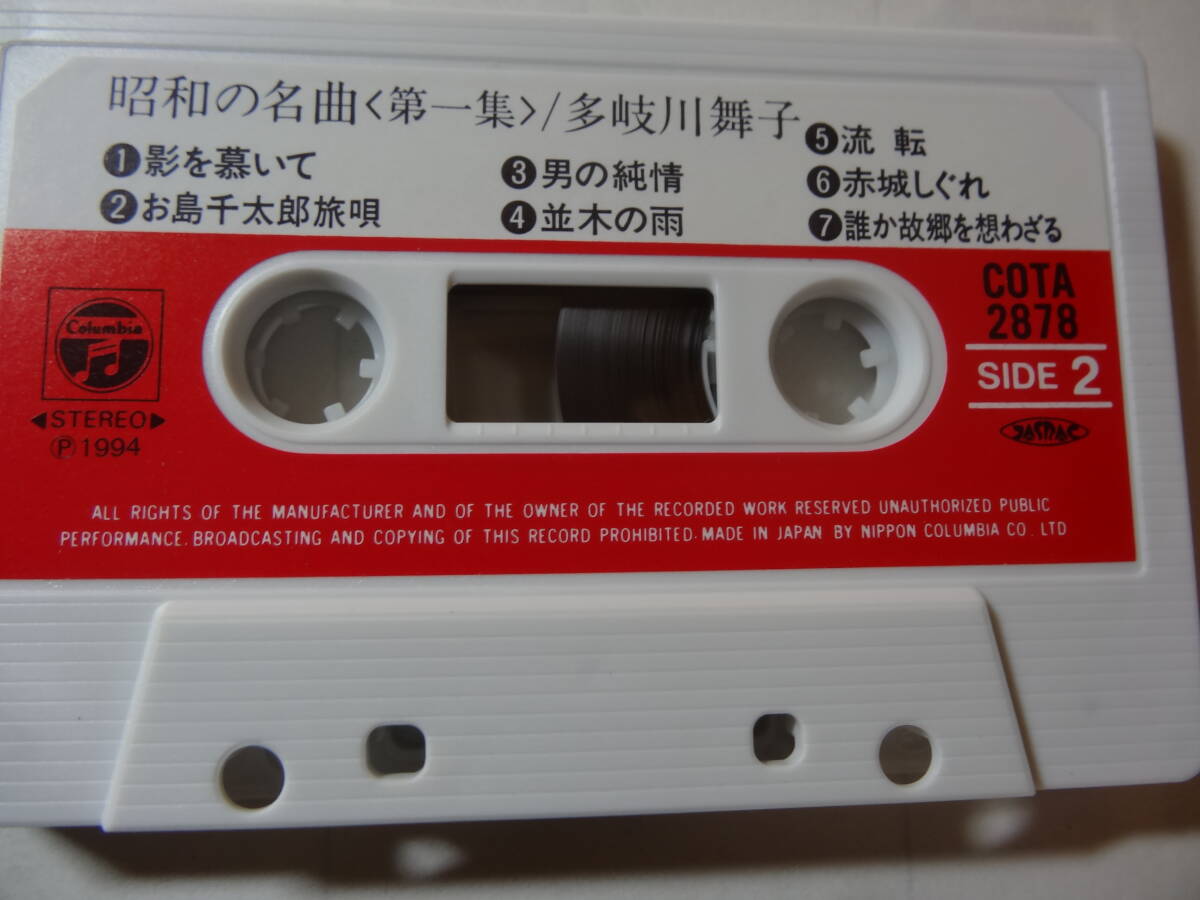 昭和の名曲〈第一集〉/多岐川舞子
❶影を慕いて
❷お島千太郎旅唄
❸男の純情
❹並木の雨
❺流 転
❻赤城しぐれ
❼誰か故郷を想わざる
Columbia
◀STEREO▶
Ⓟ1994
COTA
2878
SIDE 2
JASRAC
ALL RIGHTS OF THE MANUFACTURER AND OF THE OWNER OF THE RECORDED WORK RESERVED UNAUTHORIZED PUBLIC
PERFORMANCE. BROADCASTING AND COPYING OF THIS RECORD PROHIBITED. MADE IN JAPAN BY NIPPON COLUMBIA CO. LTD